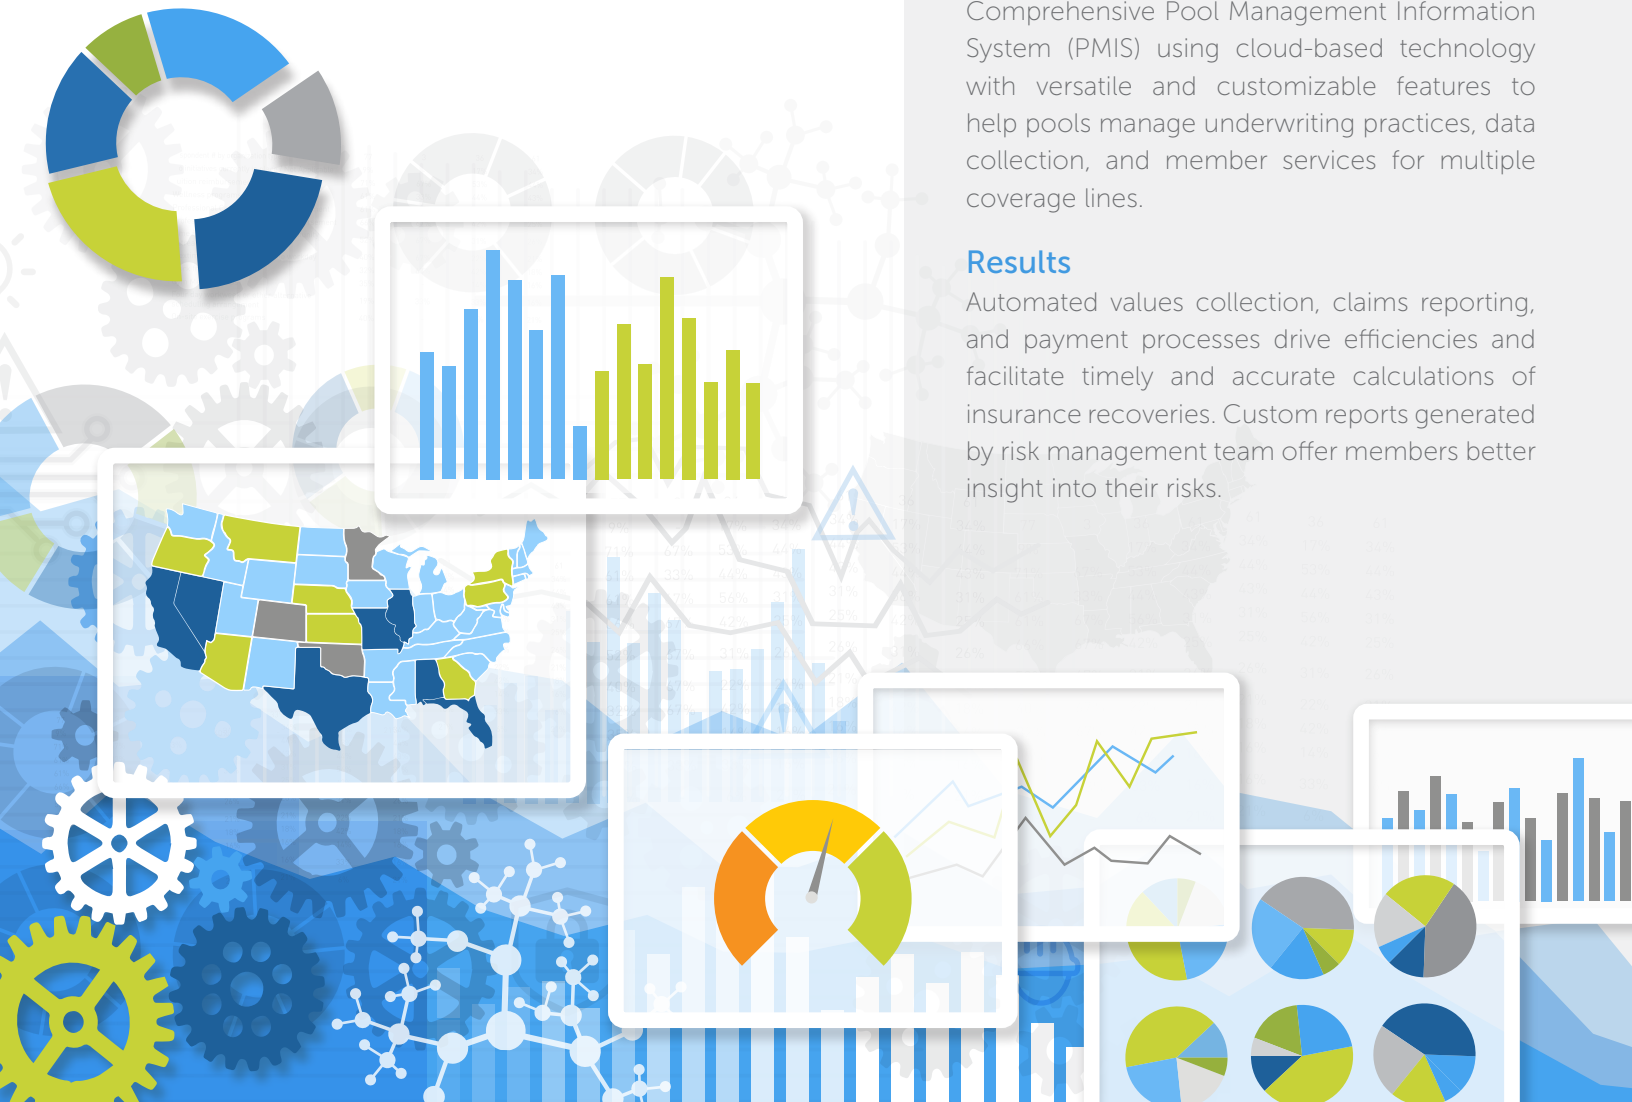 Comprehensive Pool Management Information
System (PMIS) using cloud-based technology
with versatile and customizable features to
help pools manage underwriting practices, data
collection, and member services for multiple
coverage lines.
Results
Automated values collection, claims reporting,
and payment processes drive efficiencies and
facilitate timely and accurate calculations of
insurance recoveries. Custom reports generated
by risk management team offer members better
insight into their risks.